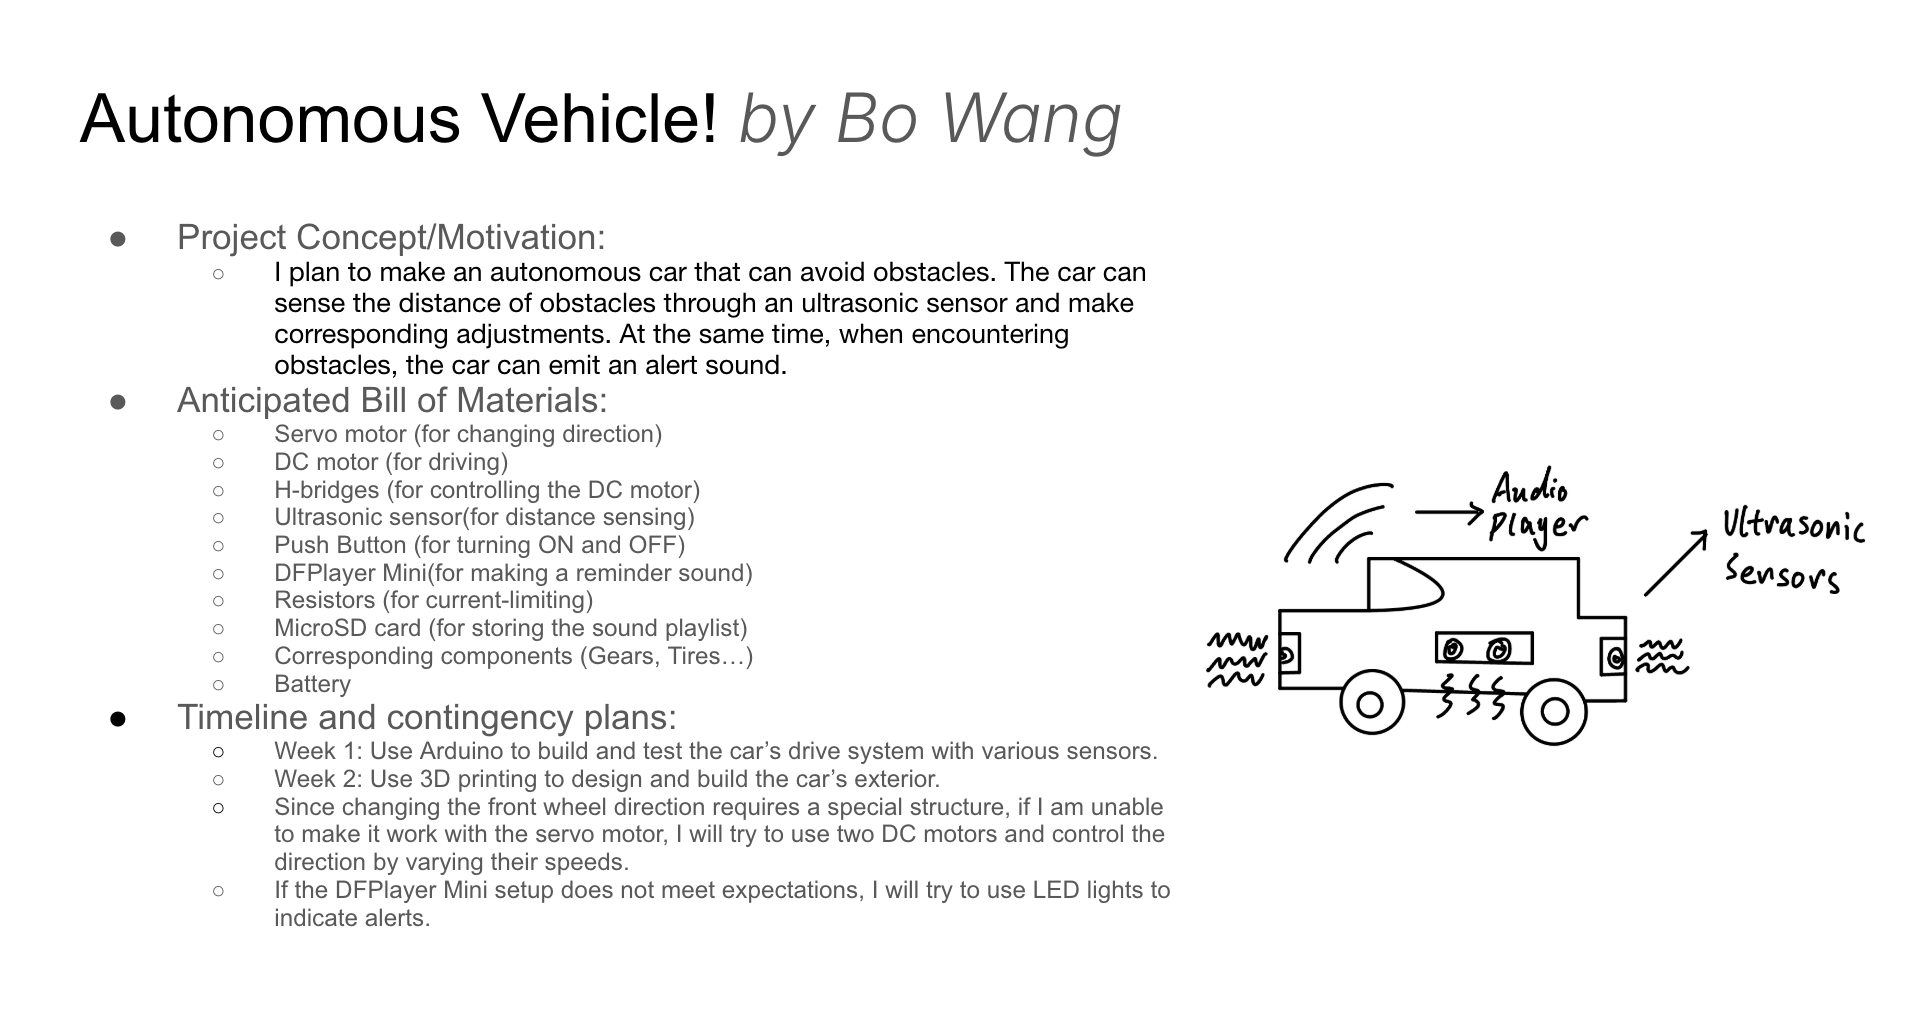 Autonomous Vehicle! by Bo Wang
● Project Concept/Motivation:
○ I plan to make an autonomous car that can avoid obstacles. The car can
sense the distance of obstacles through an ultrasonic sensor and make
corresponding adjustments. At the same time, when encountering
obstacles, the car can emit an alert sound.
● Anticipated Bill of Materials:
○ Servo motor (for changing direction)
○ DC motor (for driving)
○ H-bridges (for controlling the DC motor)
○ Ultrasonic sensor(for distance sensing)
○ Push Button (for turning ON and OFF)
○ DFPlayer Mini(for making a reminder sound)
○ Resistors (for current-limiting)
○ MicroSD card (for storing the sound playlist)
○ Corresponding components (Gears, Tires…)
○ Battery
● Timeline and contingency plans:
○ Week 1: Use Arduino to build and test the car’s drive system with various sensors.
○ Week 2: Use 3D printing to design and build the car’s exterior.
○ Since changing the front wheel direction requires a special structure, if I am unable
to make it work with the servo motor, I will try to use two DC motors and control the
direction by varying their speeds.
○ If the DFPlayer Mini setup does not meet expectations, I will try to use LED lights to
indicate alerts.
Audio
Player
Ultrasonic
Sensors